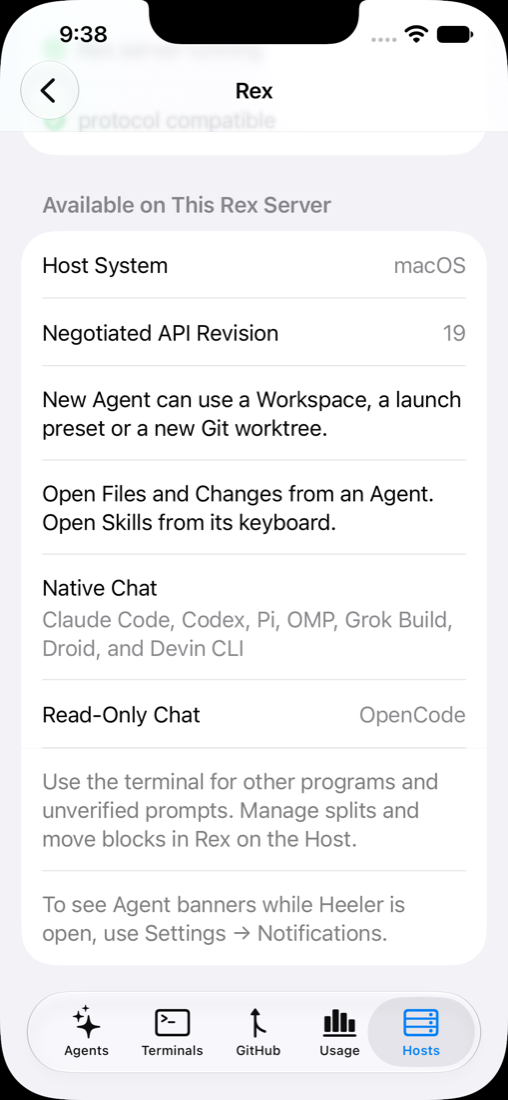 9:38
Rex
protocol compatible
Available on This Rex Server
Host System
macOS
Negotiated API Revision
19
New Agent can use a Workspace, a launch
preset or a new Git worktree.
Open Files and Changes from an Agent.
Open Skills from its keyboard.
Native Chat
Claude Code, Codex, Pi, OMP, Grok Build,
Droid, and Devin CLI
Read-Only Chat
OpenCode
Use the terminal for other programs and
unverified prompts. Manage splits and
move blocks in Rex on the Host.
To see Agent banners while Heeler is
open, use Settings → Notifications.
Agents
Terminals
GitHub
Usage
Hosts